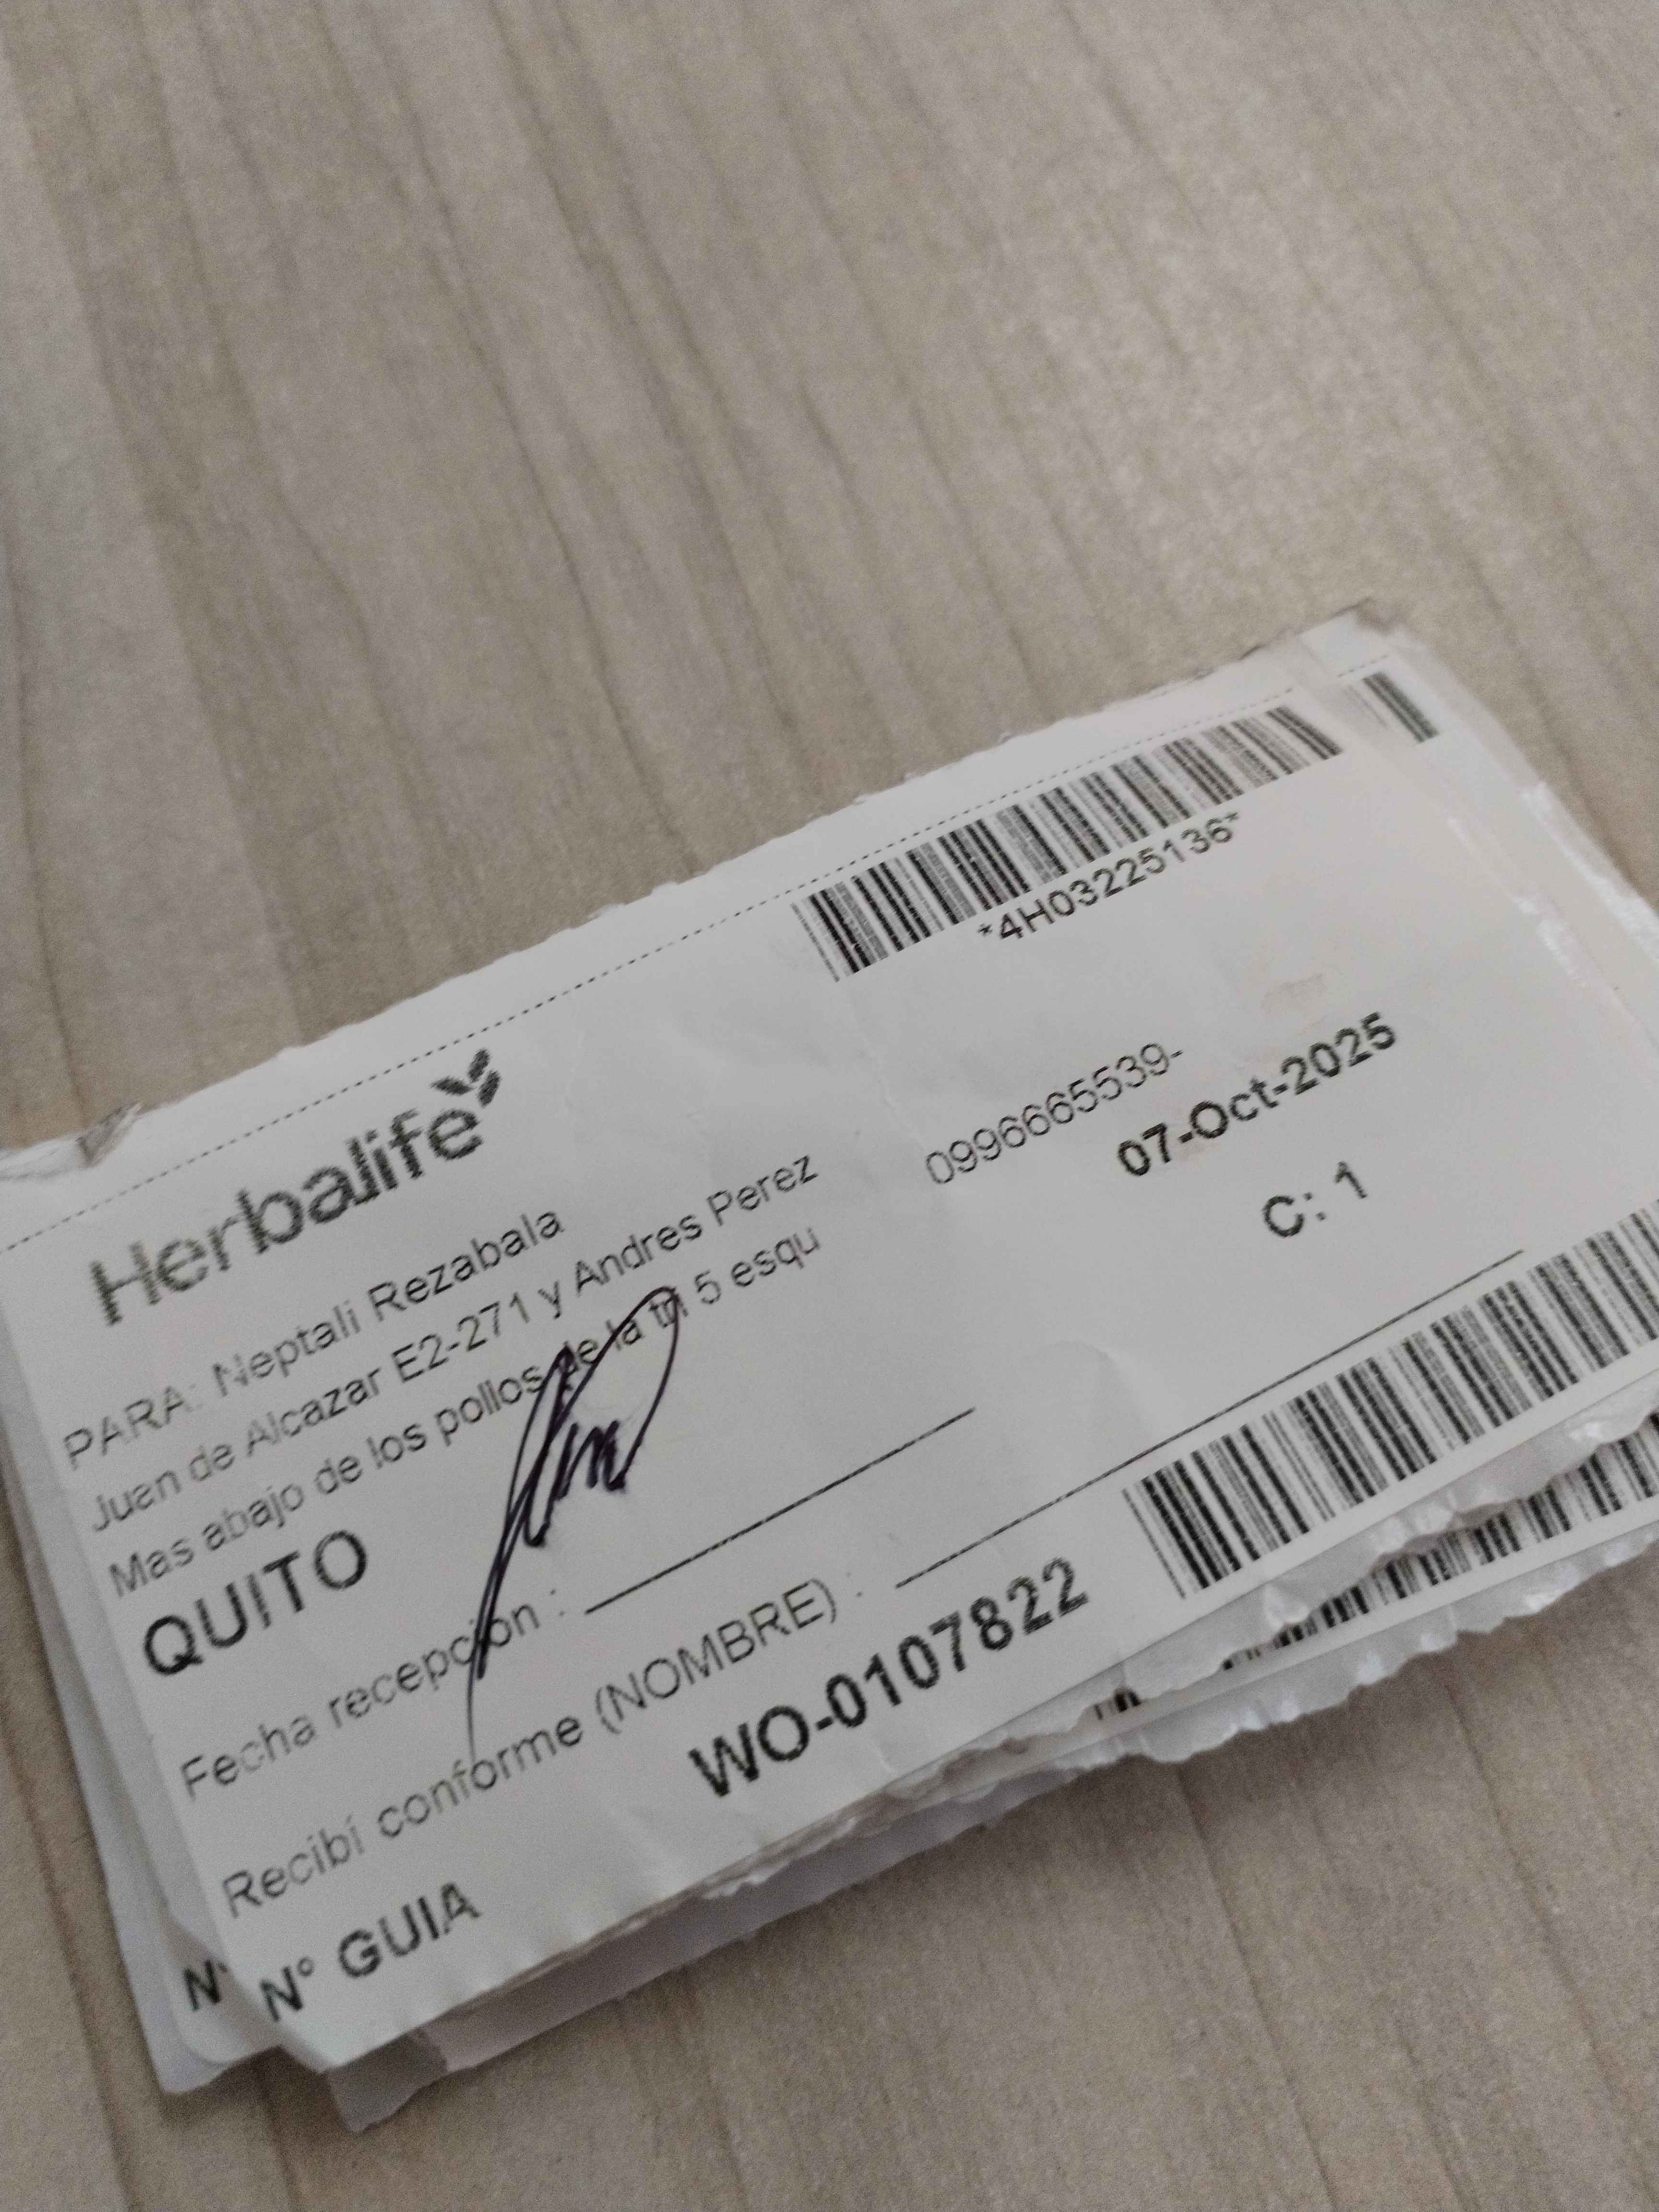 *4H03225136*
Herbalife
PARA: Neptali Rezabala
Juan de Alcazar E2-271 y Andres Perez 0996665539-
Mas abajo de los pollos de la tri 5 esqu
07-Oct-2025
QUITO
C: 1
Fecha recepción :
Recibí conforme (NOMBRE) :
N° GUIA WO-0107822
N°